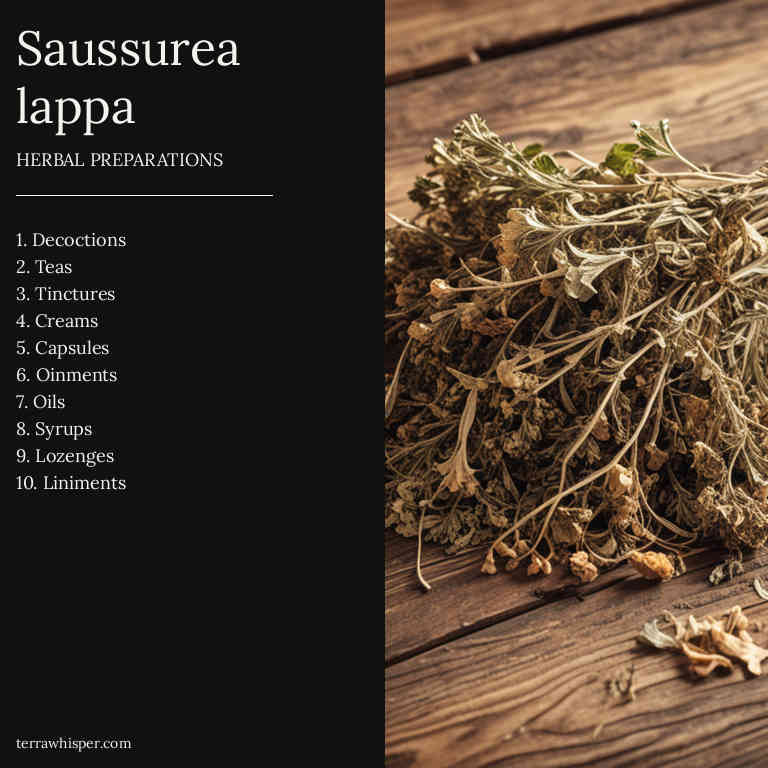 Saussurea
lappa
HERBAL PREPARATIONS
1. Decoctions
2. Teas
3. Tinctures
4. Creams
5. Capsules
6. Oinments
7. Oils
8. Syrups
9. Lozenges
10. Liniments
terrawhisper.com